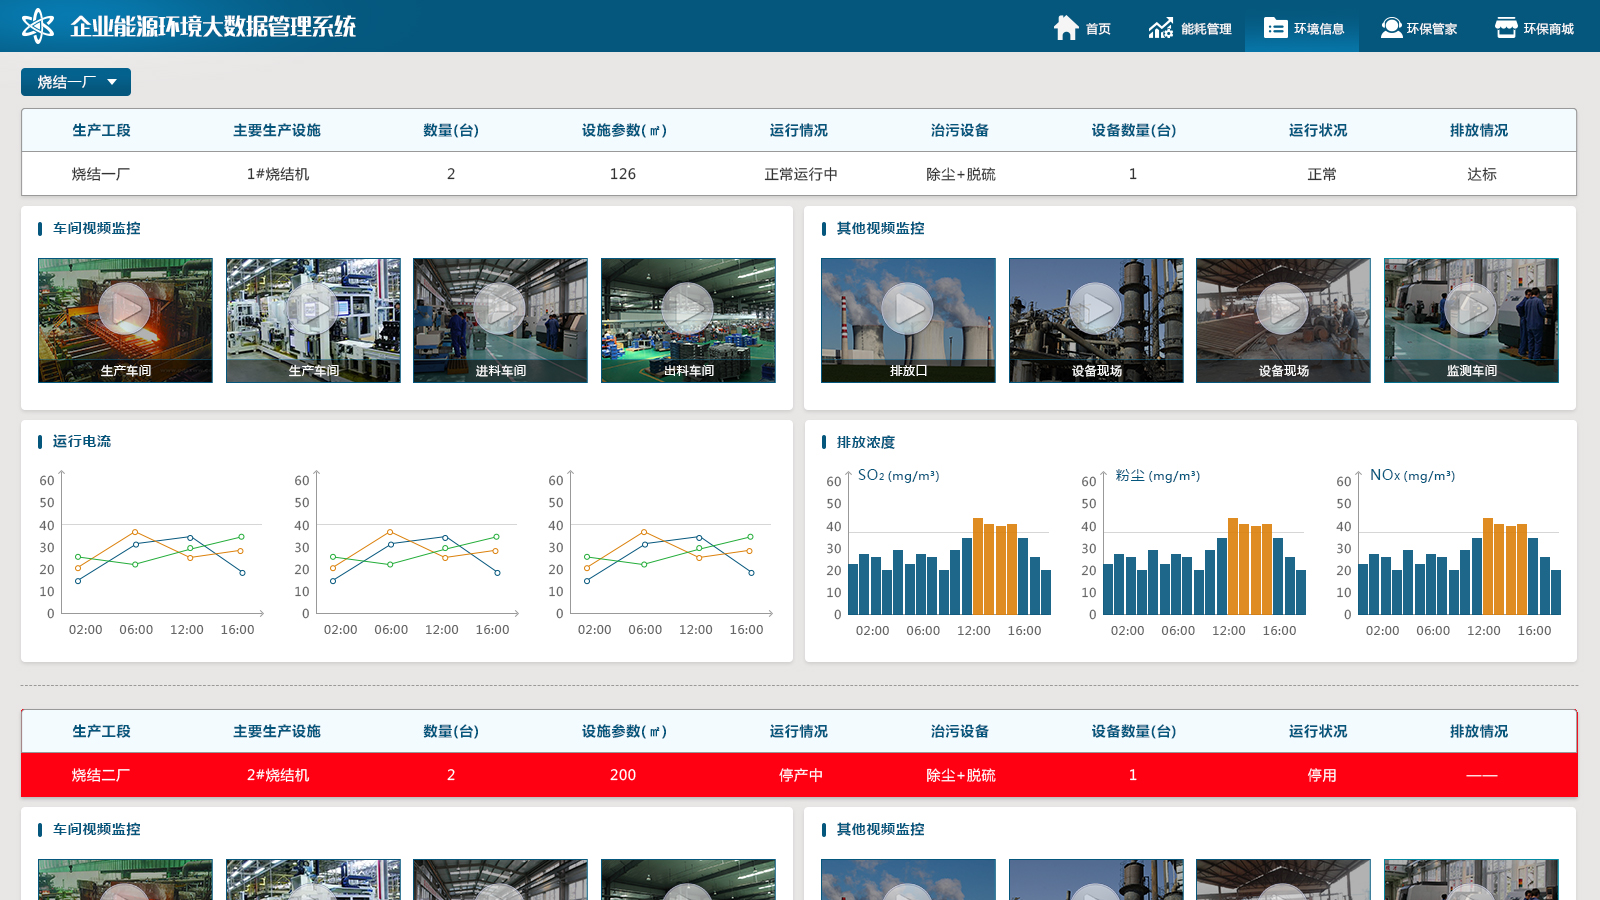 企业能源环境大数据管理系统
首页 能耗管理 环境信息 环保管家 环保商城
烧结一厂
生产工段 主要生产设施 数量(台) 设施参数(㎡) 运行情况 治污设备 设备数量(台) 运行状况 排放情况
烧结一厂 1#烧结机 2 126 正常运行中 除尘+脱硫 1 正常 达标
车间视频监控
生产车间 生产车间 进料车间 出料车间
其他视频监控
排放口 设备现场 设备现场 监测车间
运行电流
60
50
40
30
20
10
0
02:00 06:00 12:00 16:00
60
50
40
30
20
10
0
02:00 06:00 12:00 16:00
60
50
40
30
20
10
0
02:00 06:00 12:00 16:00
排放浓度
SO₂ (mg/m³)
60
50
40
30
20
10
0
02:00 06:00 12:00 16:00
粉尘 (mg/m³)
60
50
40
30
20
10
0
02:00 06:00 12:00 16:00
NOx (mg/m³)
60
50
40
30
20
10
0
02:00 06:00 12:00 16:00
生产工段 主要生产设施 数量(台) 设施参数(㎡) 运行情况 治污设备 设备数量(台) 运行状况 排放情况
烧结二厂 2#烧结机 2 200 停产中 除尘+脱硫 1 停用 ——
车间视频监控
其他视频监控